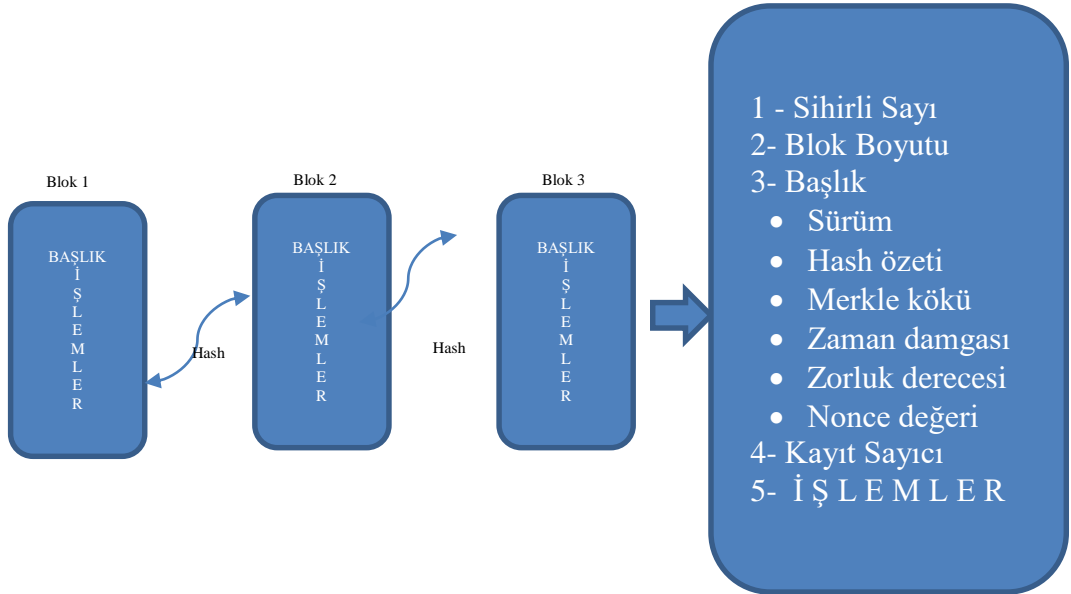 Blok 1
BAŞLIK
İ
Ş
L
E
M
L
E
R
Hash
Blok 2
BAŞLIK
İ
Ş
L
E
M
L
E
R
Hash
Blok 3
BAŞLIK
İ
Ş
L
E
M
L
E
R
1 - Sihirli Sayı
2- Blok Boyutu
3- Başlık
• Sürüm
• Hash özeti
• Merkle kökü
• Zaman damgası
• Zorluk derecesi
• Nonce değeri
4- Kayıt Sayıcı
5- İ Ş L E M L E R